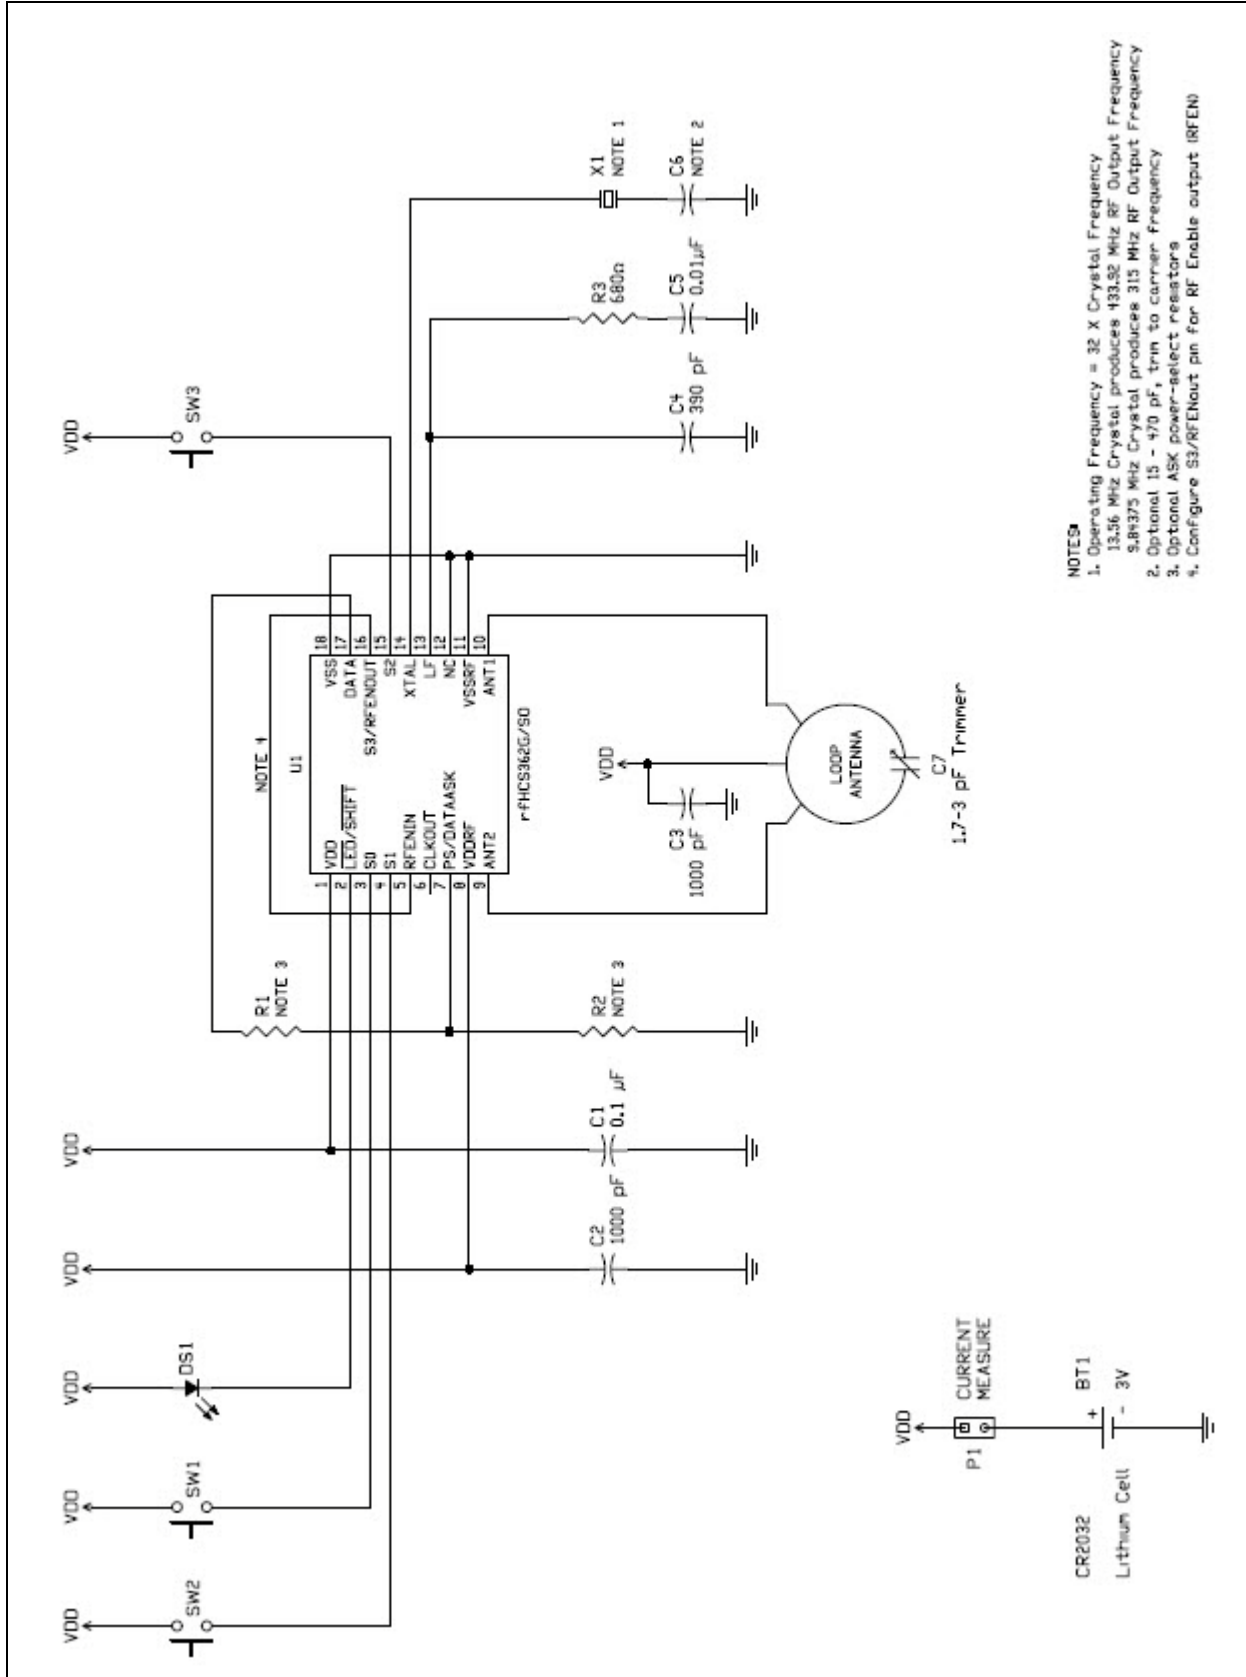 VDD
SW2
VDD
SW1
VDD
DS1
VDD
C2
1000 pF
VDD
C1
0.1 µF
R1
NOTE 3
R2
NOTE 3
NOTE 4
U1
1 VDD
2 LED/SHIFT
3 S0
4 S1
5 RFENIN
6 CLKOUT
7 PS/DATAASK
8 VDDRF
9 ANT2
18 VSS
17 DATA
16 S3/RFENOUT
15 S2
14 XTAL
13 LF
12 NC
11 VSSRF
10 ANT1
rfHCS362G/SO
VDD
SW3
C4
390 pF
R3
680Ω
C5
0.01µF
X1
NOTE 1
C6
NOTE 2
VDD
C3
1000 pF
LOOP
ANTENNA
C7
1.7-3 pF Trimmer
VDD
P1
CURRENT
MEASURE
+
BT1
-
3V
CR2032
Lithium Cell
NOTES:
1. Operating Frequency = 32 X Crystal Frequency
13.56 MHz Crystal produces 433.92 MHz RF Output Frequency
9.84375 MHz Crystal produces 315 MHz RF Output Frequency
2. Optional 15 - 470 pF, trim to carrier frequency
3. Optional ASK power-select resistors
4. Configure S3/RFENout pin for RF Enable output (RFEN)